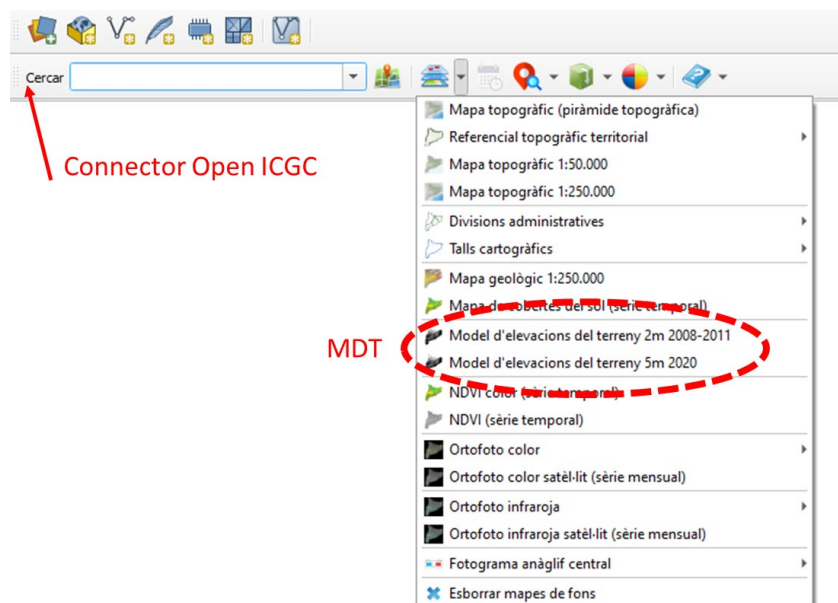 Cercar
Connector Open ICGC
Mapa topogràfic (piràmide topogràfica)
Referencial topogràfic territorial
Mapa topogràfic 1:50.000
Mapa topogràfic 1:250.000
Divisions administratives
Talls cartogràfics
Mapa geològic 1:250.000
Mapa de cobertes del sol (sèrie temporal)
MDT
Model d'elevacions del terreny 2m 2008-2011
Model d'elevacions del terreny 5m 2020
NDVI color (sèrie temporal)
NDVI (sèrie temporal)
Ortofoto color
Ortofoto color satèl·lit (sèrie mensual)
Ortofoto infraroja
Ortofoto infraroja satèl·lit (sèrie mensual)
Fotograma anàglif central
Esborrar mapes de fons